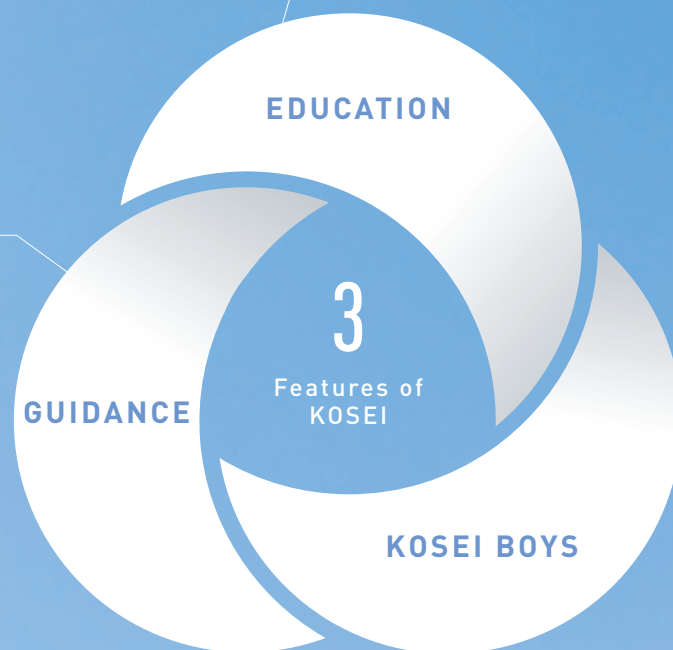 EDUCATION
3
Features of
KOSEI
GUIDANCE
KOSEI BOYS